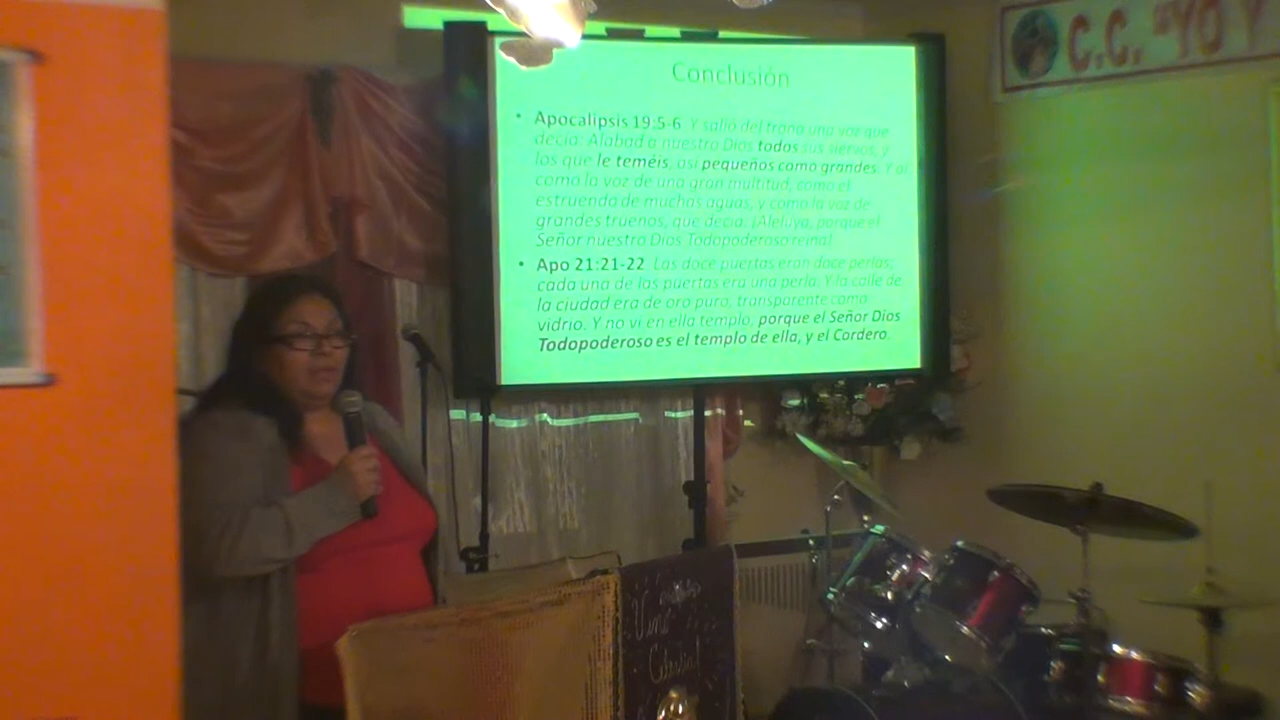 Conclusión
• Apocalipsis 19:5-6 Y salió del trono una voz que
decía: Alabad a nuestro Dios todos sus siervos, y
los que le teméis, así pequeños como grandes. Y oí
como la voz de una gran multitud, como el
estruendo de muchas aguas, y como la voz de
grandes truenos, que decía: ¡Aleluya, porque el
Señor nuestro Dios Todopoderoso reina!
• Apo 21:21-22 Las doce puertas eran doce perlas;
cada una de las puertas era una perla. Y la calle de
la ciudad era de oro puro, transparente como
vidrio. Y no vi en ella templo, porque el Señor Dios
Todopoderoso es el templo de ella, y el Cordero.
C.C. "YO Y
Vino
Celestial